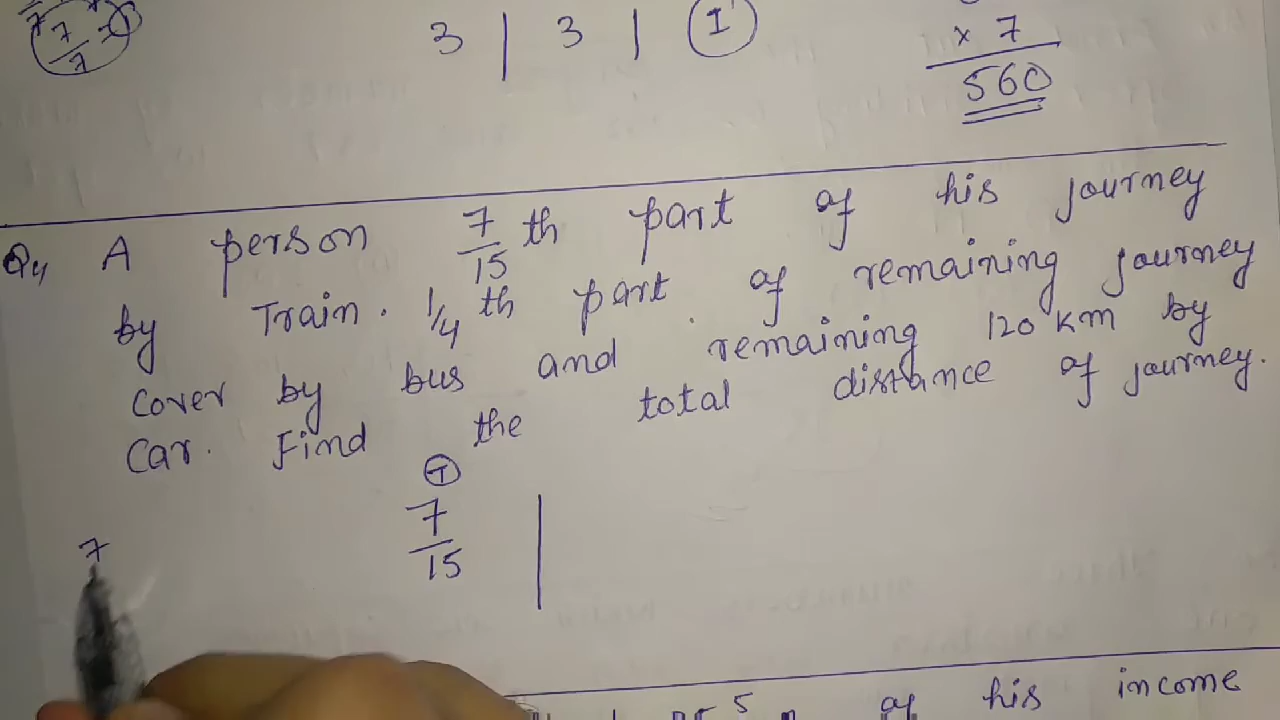 3 | 3 | I
x 7
560
Q4 A person 7/15 th part of his journey
by Train. 1/4 th part of remaining journey
cover by bus and remaining 120 km by
car. Find the total distance of journey.
T
7/15
7
of his income